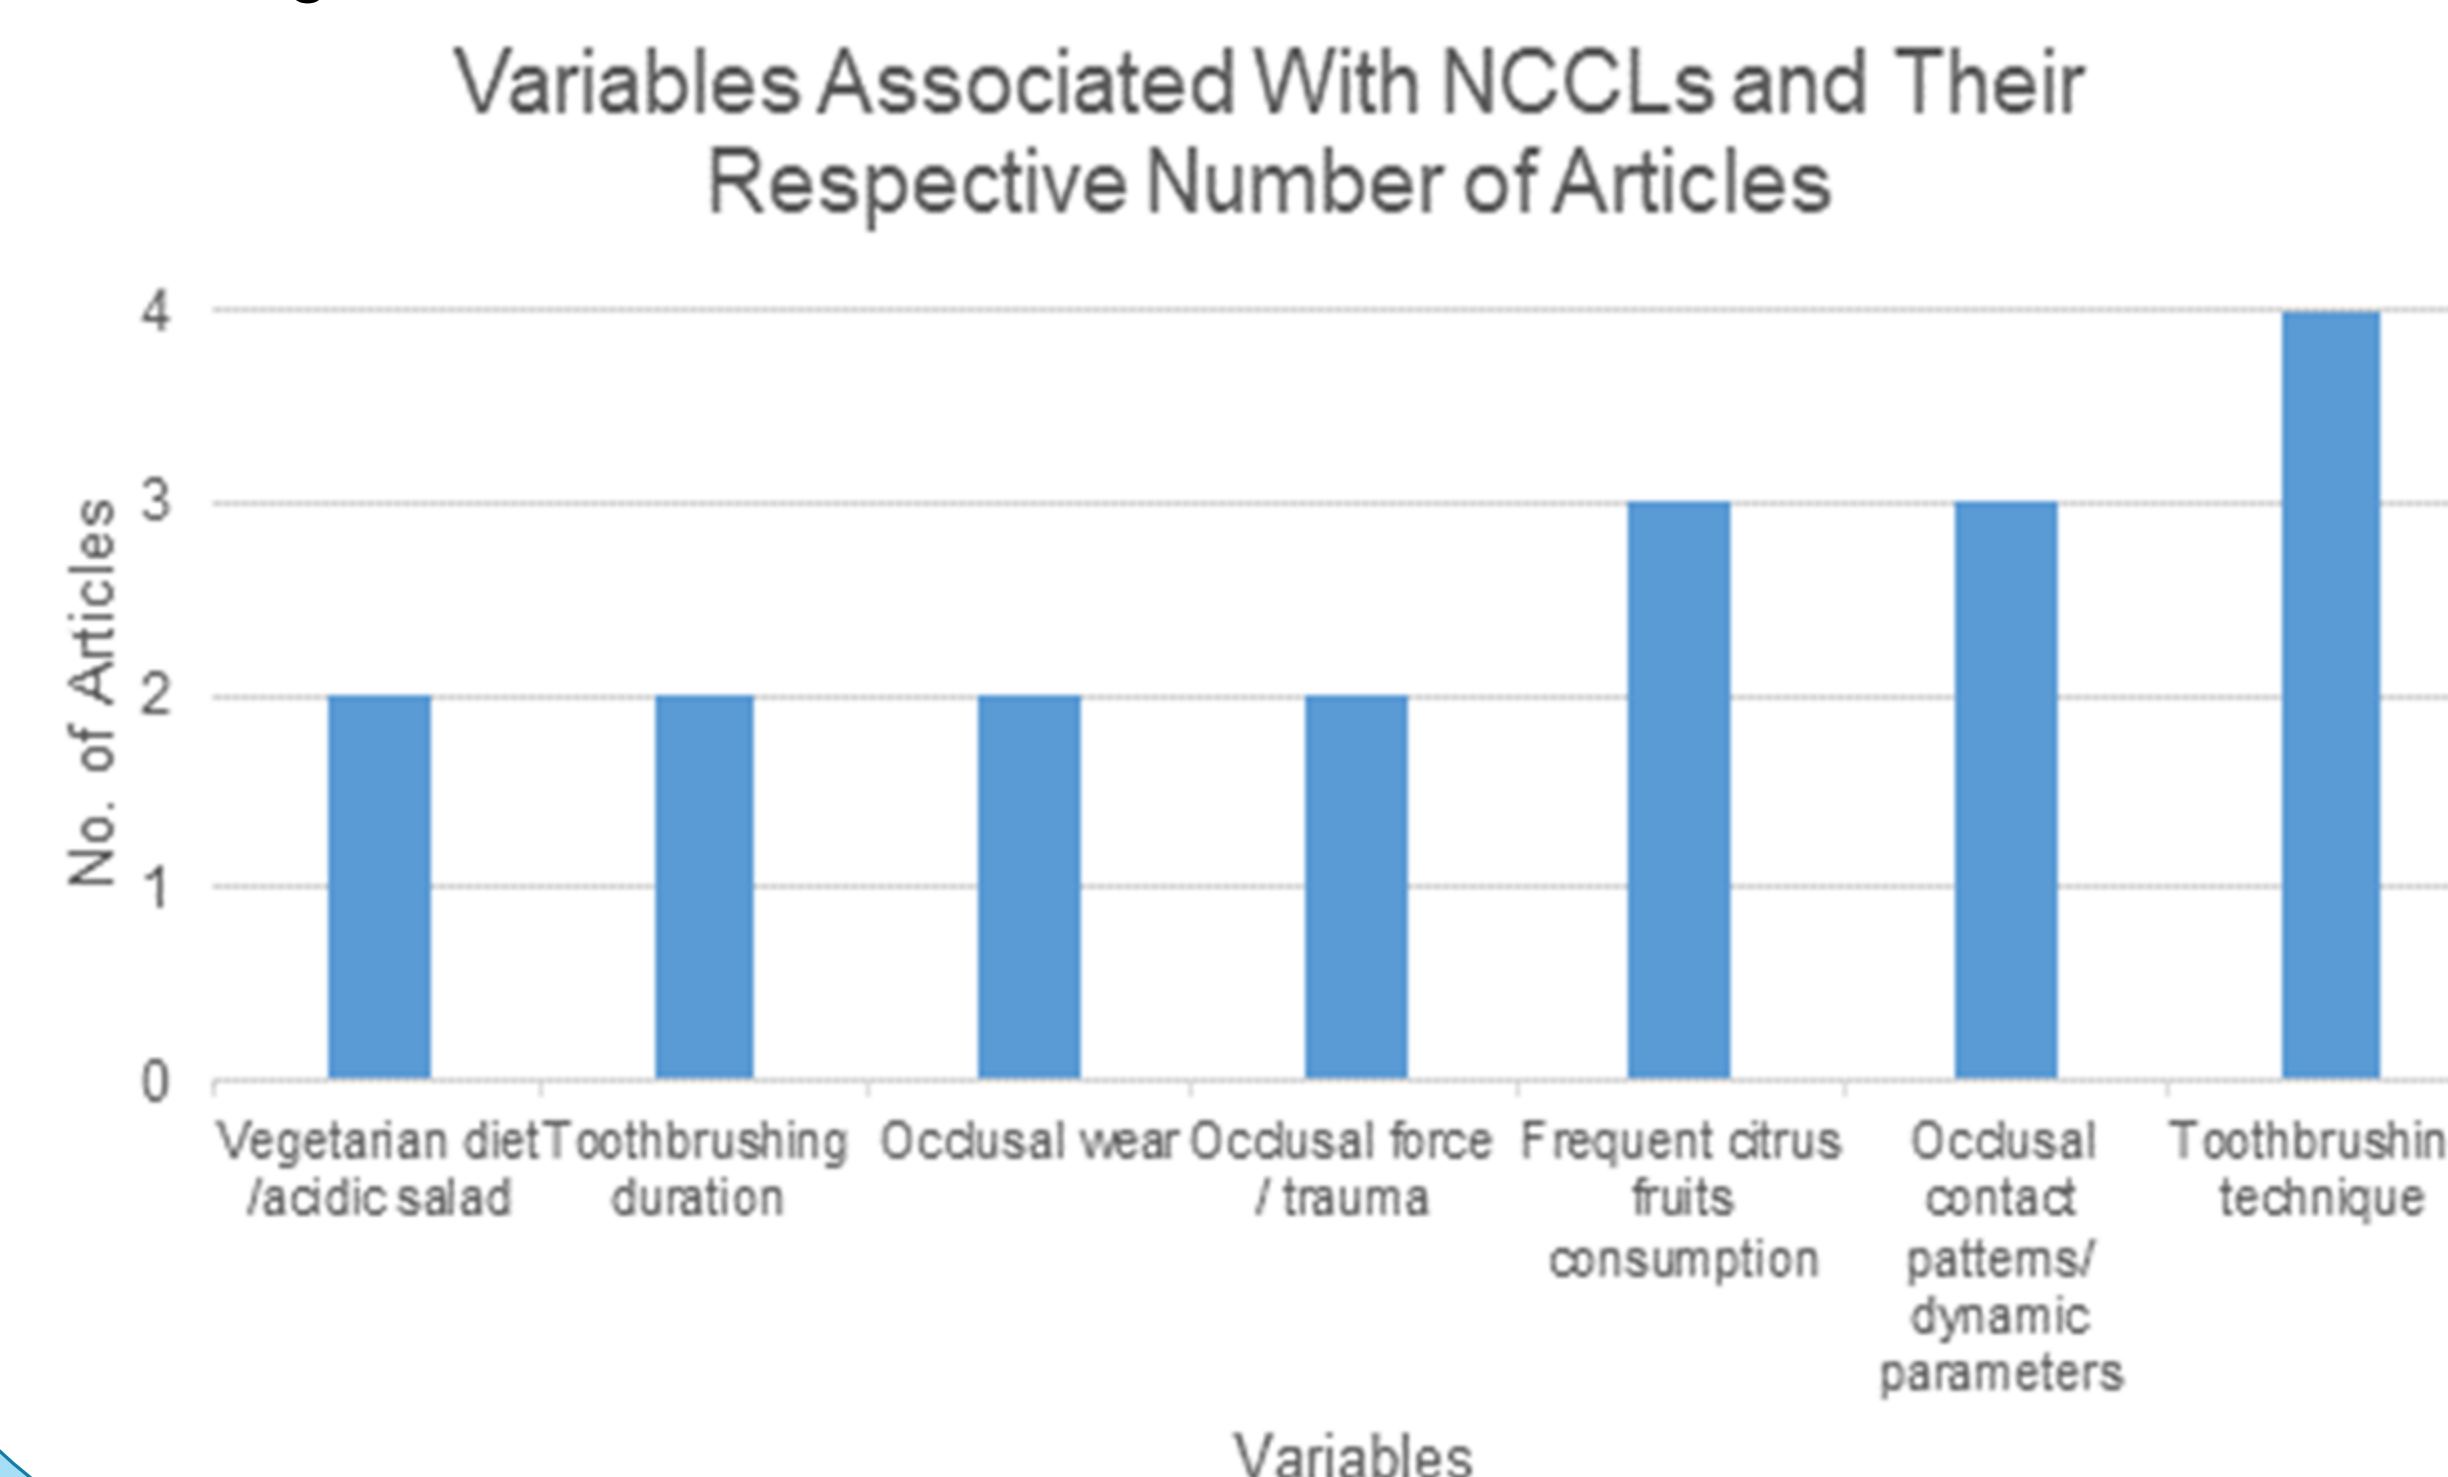 Variables Associated With NCCLs and Their
Respective Number of Articles
No. of Articles
4
3
2
1
0
Vegetarian diet
/acidic salad
Toothbrushing
duration
Occlusal wear
Occlusal force
/ trauma
Frequent citrus
fruits
consumption
Occlusal
contact
patterns/
dynamic
parameters
Toothbrushin
technique
Variables